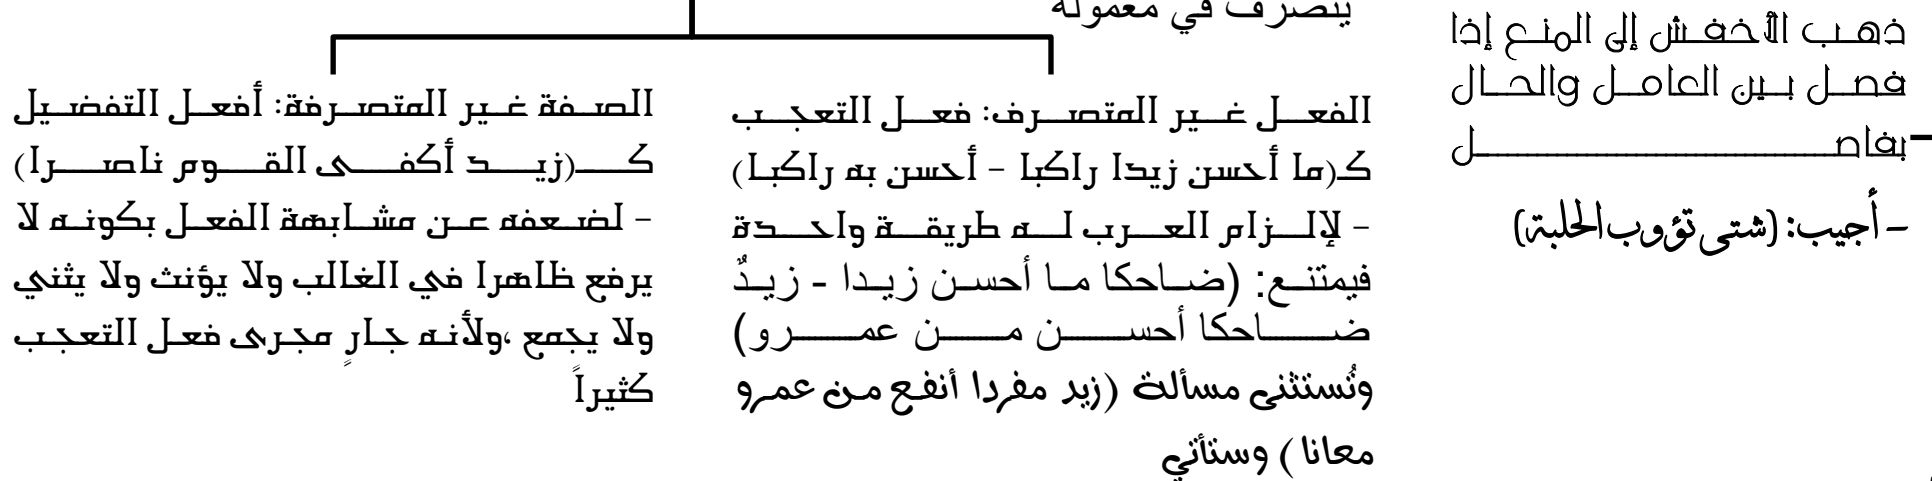 ذهب الأخفش إلى المنع إذا
فصل بين العامل والحال
بفاصل
- أجيب: (شتى تؤوب الحلبة)
يتصرف في معموله
الفعل غير المتصرف: فعل التعجب
كـ(ما أحسن زيدا راكبا - أحسن به راكبا)
- لإلزام العرب له طريقة واحدة
فيمتنع: (ضاحكا ما أحسن زيدا - زيدٌ
ضاحكا أحسن من عمرو)
وتُستثنى مسألة (زيد مفردا أنفع من عمرو
معانا) وستأتي
الصفة غير المتصرفة: أفعل التفضيل
كـ(زيد أكفى القوم ناصرا)
- لضعفه عن مشابهة الفعل بكونه لا
يرفع ظاهرا في الغالب ولا يؤنث ولا يثني
ولا يجمع ،ولأنه جارٍ مجرى فعل التعجب
كثيراً